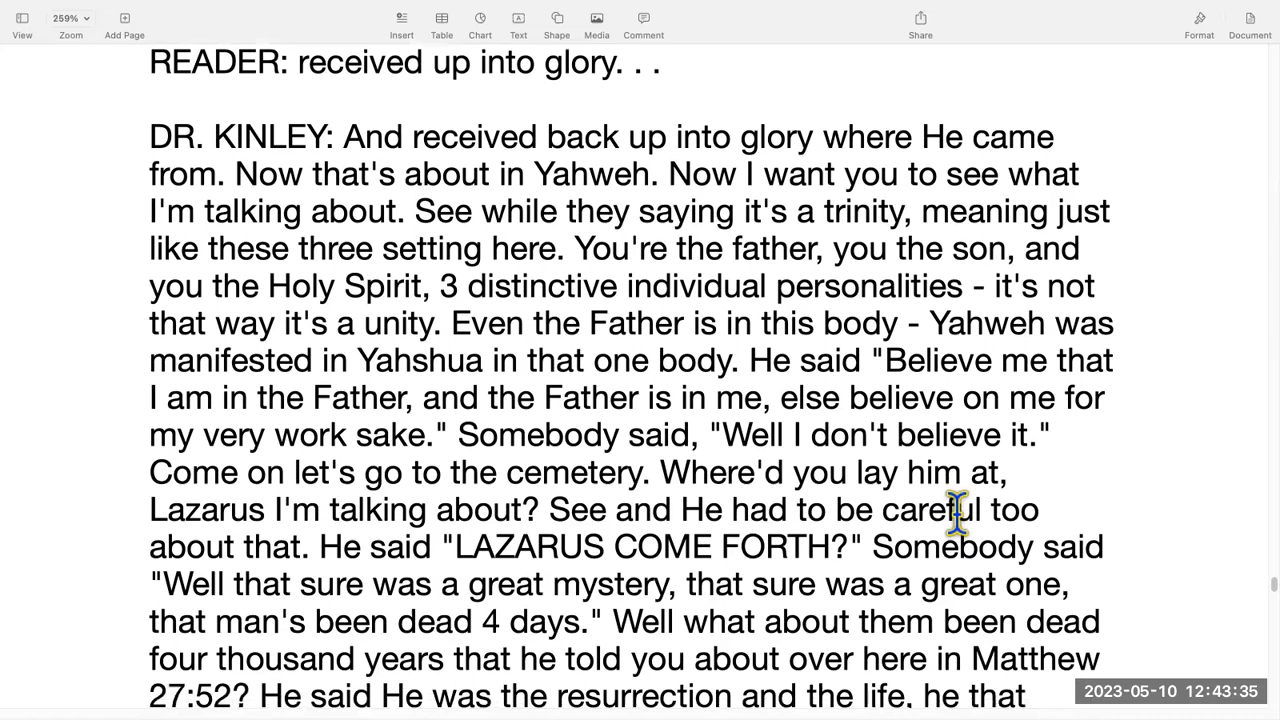 259%
View
Zoom
Add Page
Insert
Table
Chart
Text
Shape
Media
Comment
Share
Format
Document
READER: received up into glory. . .
DR. KINLEY: And received back up into glory where He came
from. Now that's about in Yahweh. Now I want you to see what
I'm talking about. See while they saying it's a trinity, meaning just
like these three setting here. You're the father, you the son, and
you the Holy Spirit, 3 distinctive individual personalities - it's not
that way it's a unity. Even the Father is in this body - Yahweh was
manifested in Yahshua in that one body. He said "Believe me that
I am in the Father, and the Father is in me, else believe on me for
my very work sake." Somebody said, "Well I don't believe it."
Come on let's go to the cemetery. Where'd you lay him at,
Lazarus I'm talking about? See and He had to be careful too
about that. He said "LAZARUS COME FORTH?" Somebody said
"Well that sure was a great mystery, that sure was a great one,
that man's been dead 4 days." Well what about them been dead
four thousand years that he told you about over here in Matthew
27:52? He said He was the resurrection and the life, he that
2023-05-10 12:43:35